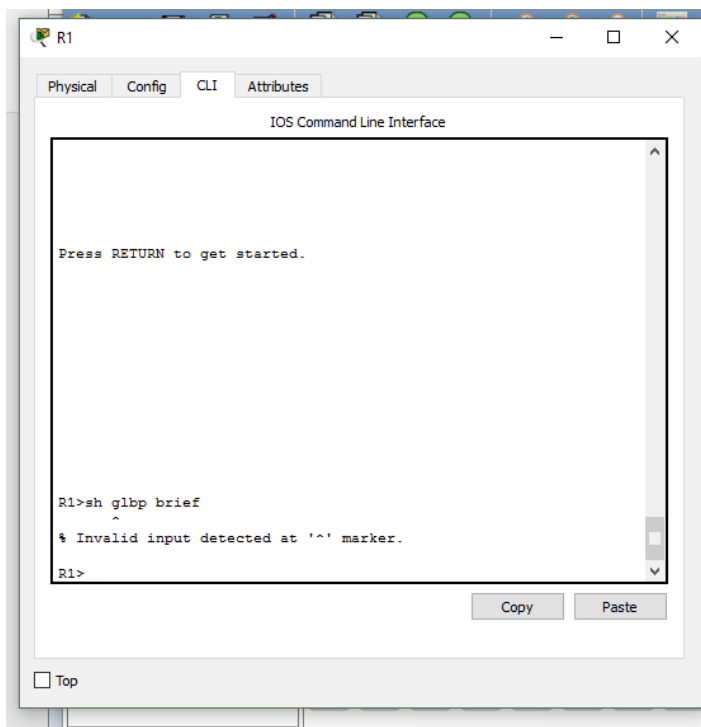 R1
Physical Config CLI Attributes
IOS Command Line Interface
Press RETURN to get started.
R1>sh glbp brief
^
% Invalid input detected at '^' marker.
R1>
Copy Paste
Top